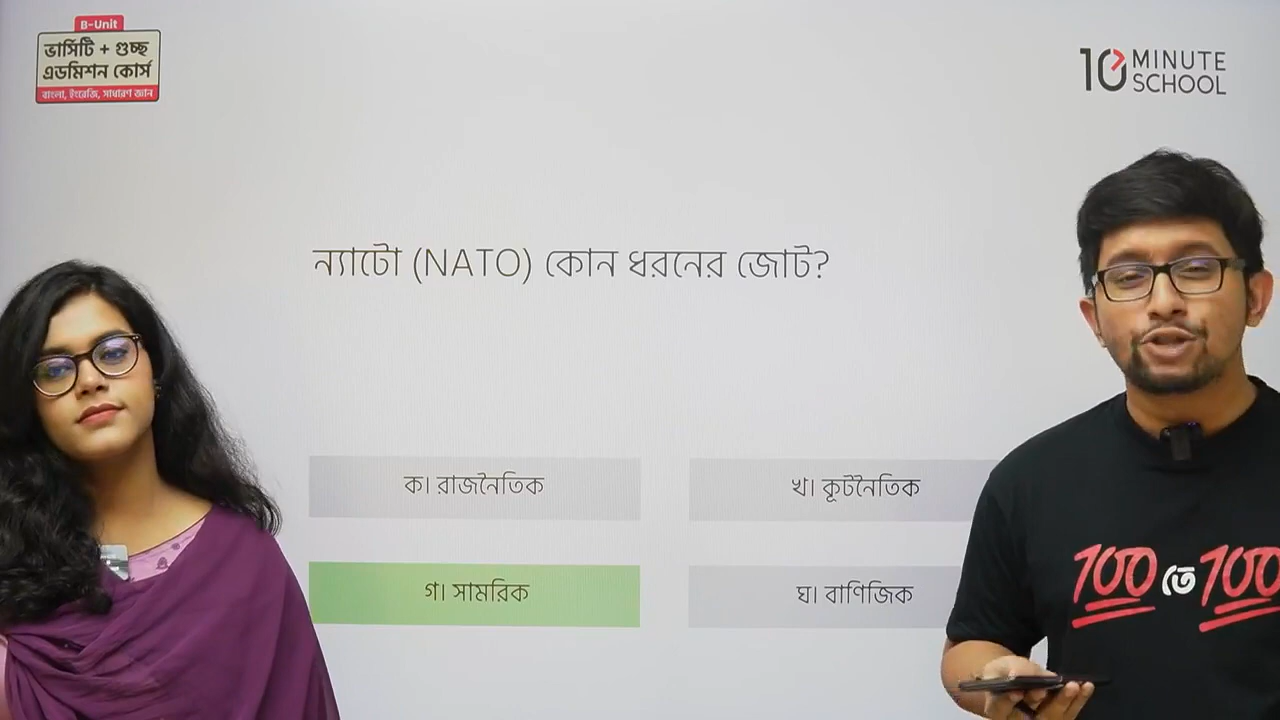 B-Unit
ভার্সিটি + গুচ্ছ
এডমিশন কোর্স
বাংলা, ইংরেজি, সাধারণ জ্ঞান
10 MINUTE
SCHOOL
ন্যাটো (NATO) কোন ধরনের জোট?
ক। রাজনৈতিক
খ। কূটনৈতিক
গ। সামরিক
ঘ। বাণিজিক
100 তে 100